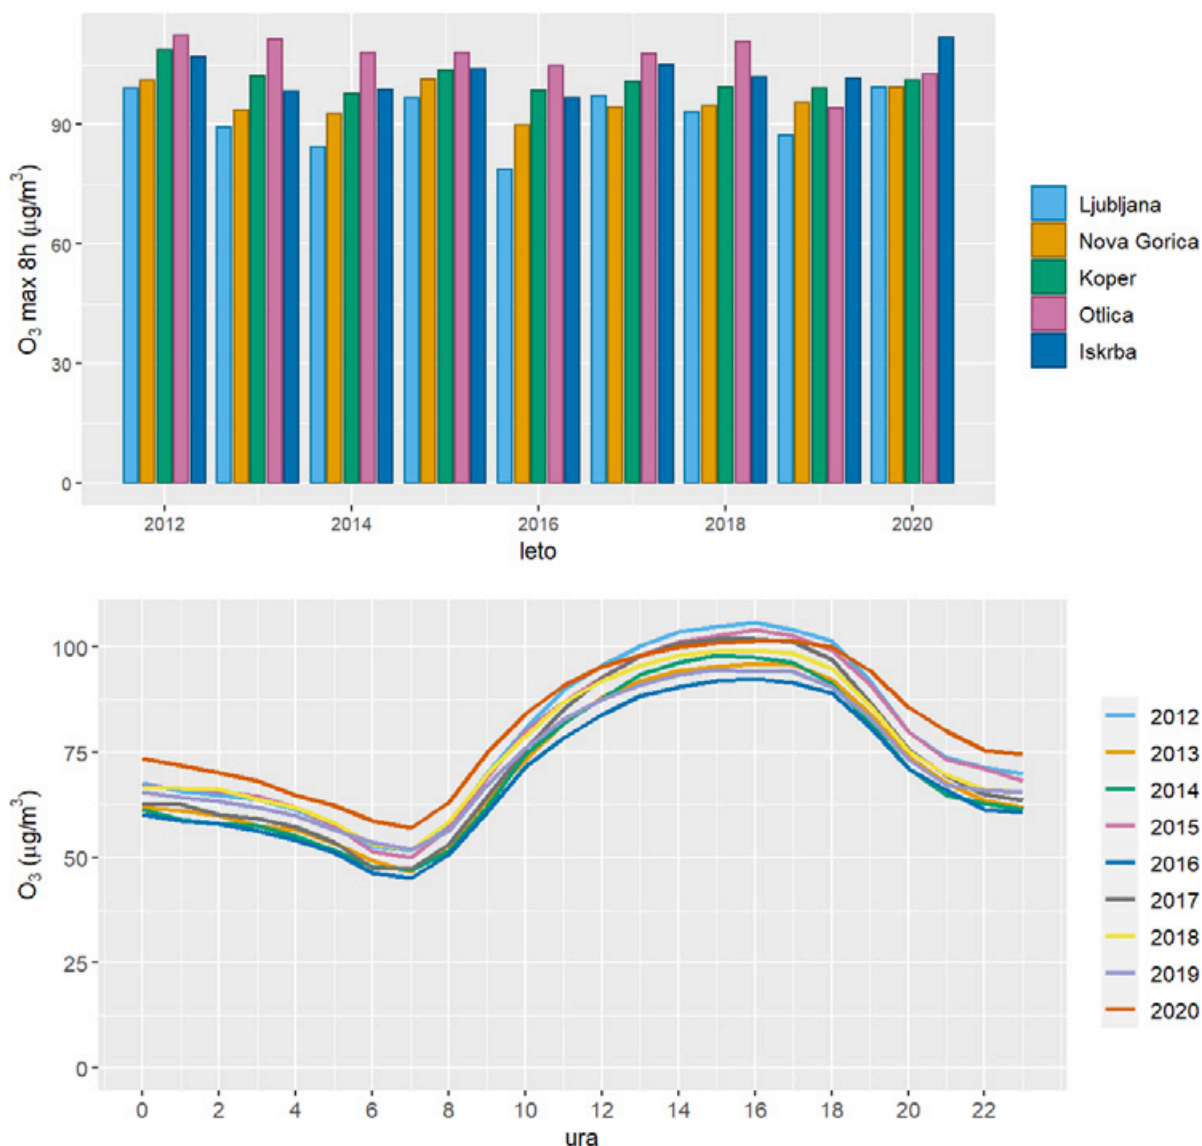 O₃ max 8h (µg/m³)
90
60
30
0
2012 2014 2016 2018 2020
leto
Ljubljana
Nova Gorica
Koper
Otlica
Iskrba
O₃ (µg/m³)
100
75
50
25
0
0 2 4 6 8 10 12 14 16 18 20 22
ura
2012
2013
2014
2015
2016
2017
2018
2019
2020